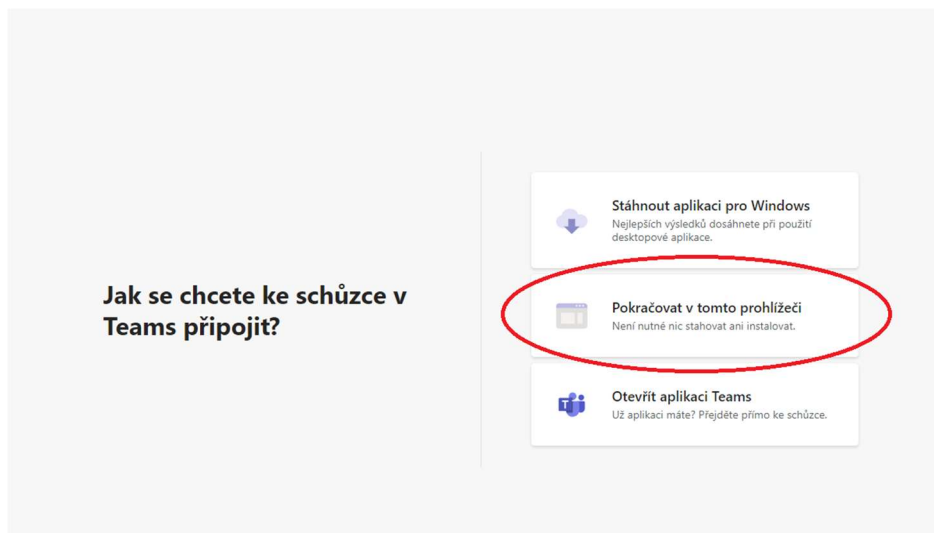 Jak se chcete ke schůzce v
Teams připojit?
Stáhnout aplikaci pro Windows
Nejlepších výsledků dosáhnete při použití
desktopové aplikace.
Pokračovat v tomto prohlížeči
Není nutné nic stahovat ani instalovat.
Otevřít aplikaci Teams
Už aplikaci máte? Přejděte přímo ke schůzce.